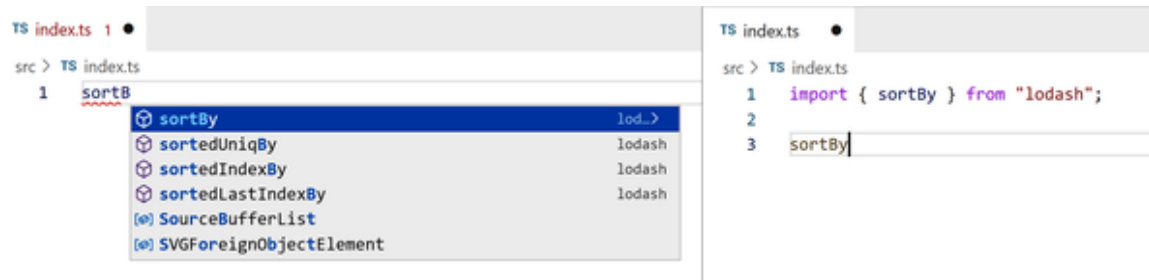 TS index.ts 1
src > TS index.ts
1 sortB
sortBy lod…>
sortedUniqBy lodash
sortedIndexBy lodash
sortedLastIndexBy lodash
SourceBufferList
SVGForeignObjectElement
TS index.ts
src > TS index.ts
1 import { sortBy } from "lodash";
2
3 sortBy